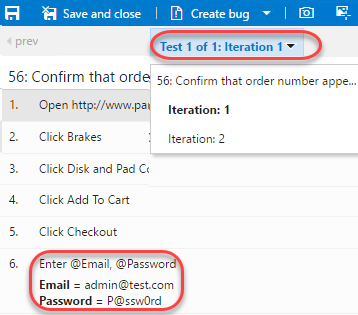 Save and close
Create bug
prev
Test 1 of 1: Iteration 1
56: Confirm that orde
56: Confirm that order number appe...
Iteration: 1
Iteration: 2
1. Open http://www.pa
2. Click Brakes
3. Click Disk and Pad Co
4. Click Add To Cart
5. Click Checkout
6. Enter @Email, @Password
Email = admin@test.com
Password = P@ssw0rd